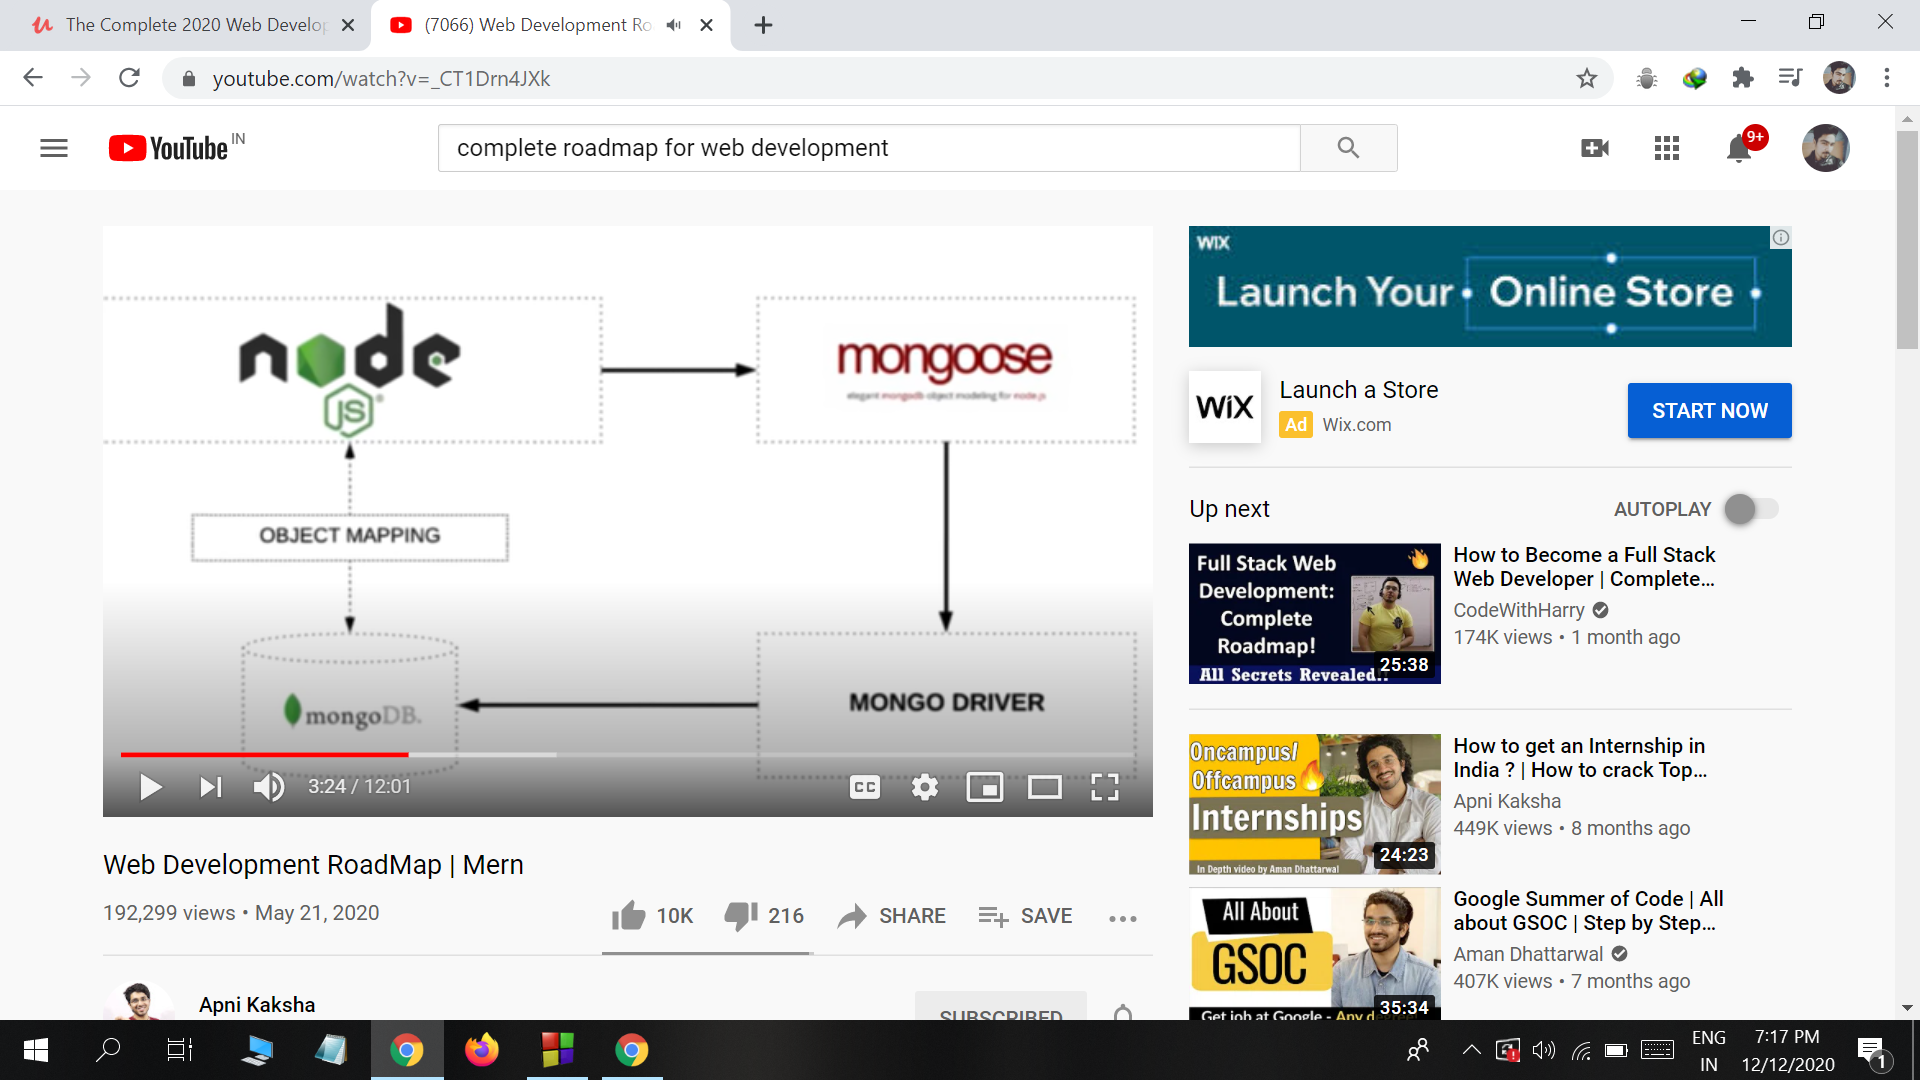 The Complete 2020 Web Develop
(7066) Web Development Ro
youtube.com/watch?v=_CT1Drn4JXk
YouTube IN
complete roadmap for web development
9+
node
JS
mongoose
elegant mongodb object modeling for node.js
OBJECT MAPPING
mongoDB.
MONGO DRIVER
3:24 / 12:01
CC
Web Development RoadMap | Mern
192,299 views • May 21, 2020
10K
216
SHARE
SAVE
Apni Kaksha
SUBSCRIBED
WIX
Launch Your Online Store
WIX
Launch a Store
Ad Wix.com
START NOW
Up next
AUTOPLAY
Full Stack Web
Development:
Complete
Roadmap!
All Secrets Revealed..
25:38
How to Become a Full Stack
Web Developer | Complete...
CodeWithHarry
174K views • 1 month ago
Oncampus/
Offcampus
Internships
In Depth video by Aman Dhattarwal
24:23
How to get an Internship in
India ? | How to crack Top...
Apni Kaksha
449K views • 8 months ago
All About
GSOC
Get job at Google - Any degree
35:34
Google Summer of Code | All
about GSOC | Step by Step...
Aman Dhattarwal
407K views • 7 months ago
ENG
IN
7:17 PM
12/12/2020
1